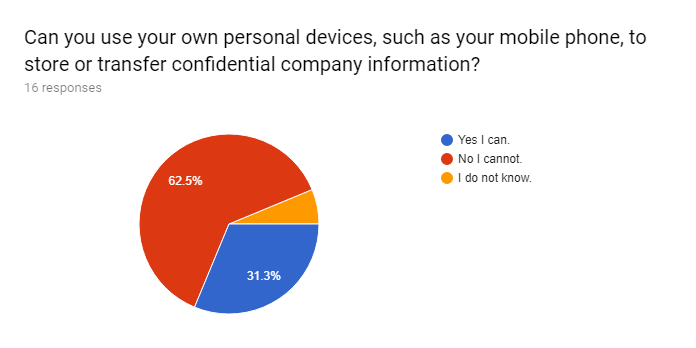 Can you use your own personal devices, such as your mobile phone, to
store or transfer confidential company information?
16 responses
Yes I can.
No I cannot.
I do not know.
62.5%
31.3%